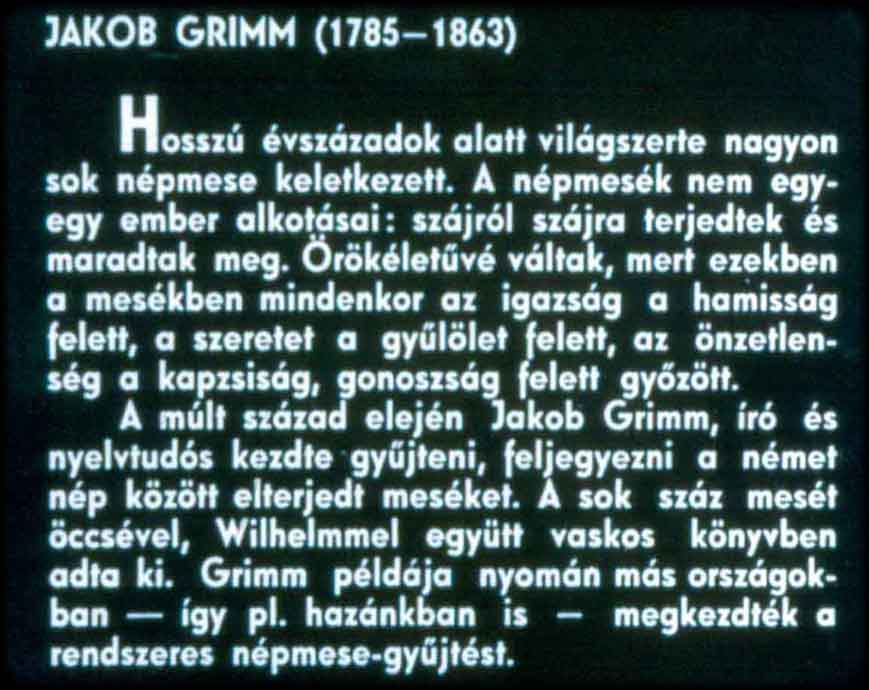 JAKOB GRIMM (1785–1863)
Hosszú évszázadok alatt világszerte nagyon
sok népmese keletkezett. A népmesék nem egy-
egy ember alkotásai: szájról szájra terjedtek és
maradtak meg. Örökéletűvé váltak, mert ezekben
a mesékben mindenkor az igazság a hamisság
felett, a szeretet a gyűlölet felett, az önzetlen-
ség a kapzsiság, gonoszság felett győzött.
A múlt század elején Jakob Grimm, író és
nyelvtudós kezdte gyűjteni, feljegyezni a német
nép között elterjedt meséket. A sok száz mesét
öccsével, Wilhelmmel együtt vaskos könyvben
adta ki. Grimm példája nyomán más országok-
ban — így pl. hazánkban is — megkezdték a
rendszeres népmese-gyűjtést.